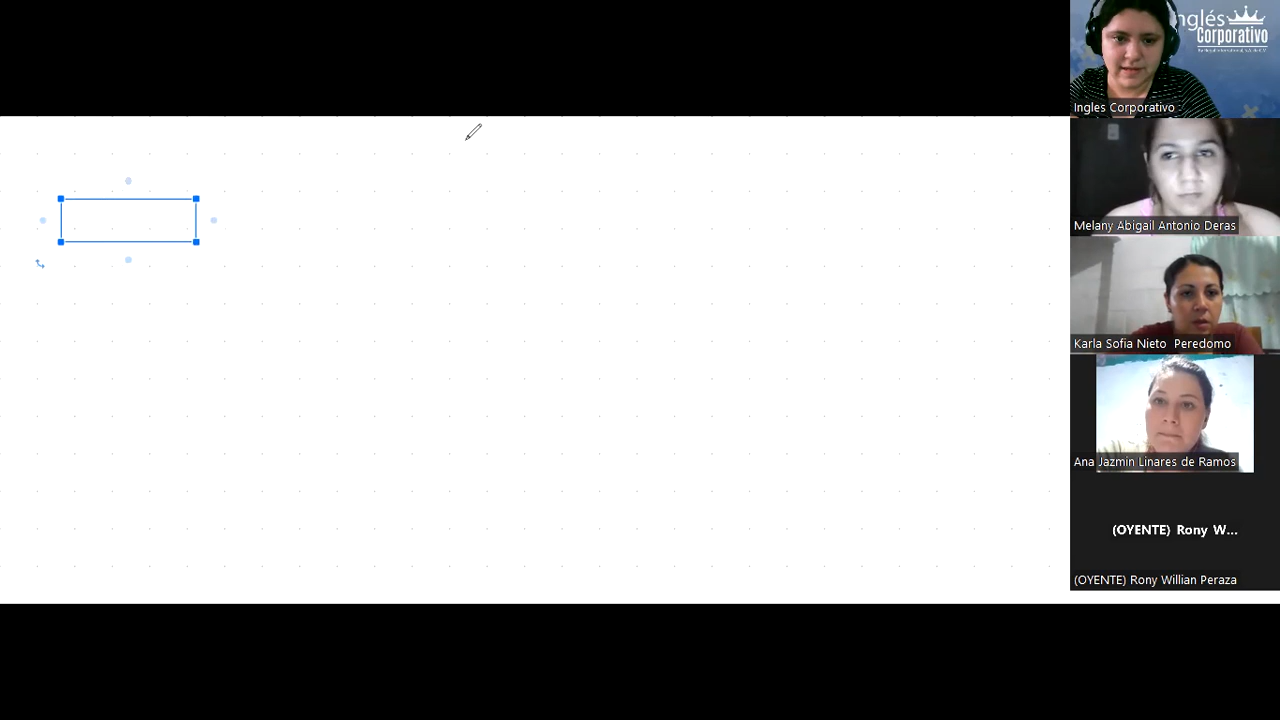 Inglés
Corporativo
Ingles Corporativo
Melany Abigail Antonio Deras
Karla Sofia Nieto Peredomo
Ana Jazmin Linares de Ramos
(OYENTE) Rony W...
(OYENTE) Rony Willian Peraza